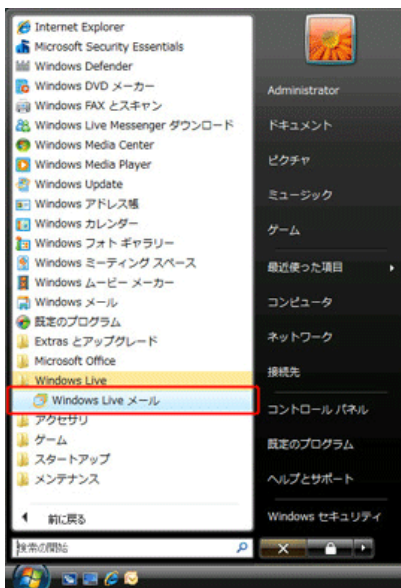 Internet Explorer
Microsoft Security Essentials
Windows Defender
Windows DVD メーカー
Windows FAX とスキャン
Windows Live Messenger ダウンロード
Windows Media Center
Windows Media Player
Windows Update
Windows アドレス帳
Windows カレンダー
Windows フォト ギャラリー
Windows ミーティング スペース
Windows ムービー メーカー
Windows メール
既定のプログラム
Extras とアップグレード
Microsoft Office
Windows Live
Windows Live メール
アクセサリ
ゲーム
スタートアップ
メンテナンス
前に戻る
検索の開始
Administrator
ドキュメント
ピクチャ
ミュージック
ゲーム
最近使った項目
コンピュータ
ネットワーク
接続先
コントロール パネル
既定のプログラム
ヘルプとサポート
Windows セキュリティ